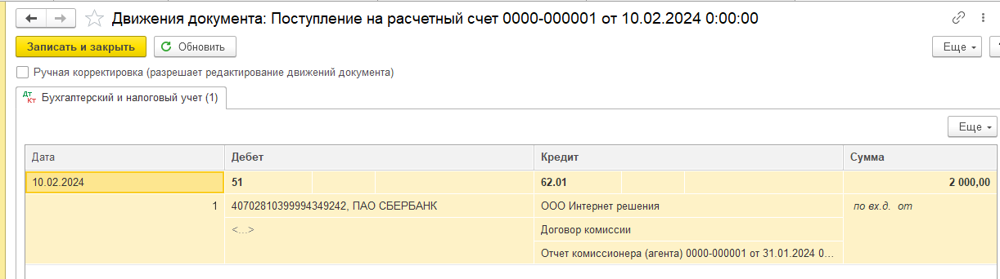 Движения документа: Поступление на расчетный счет 0000-000001 от 10.02.2024 0:00:00
Записать и закрыть Обновить Еще
Ручная корректировка (разрешает редактирование движений документа)
Дт Кт Бухгалтерский и налоговый учет (1)
Еще
Дата Дебет Кредит Сумма
10.02.2024 51 62.01 2 000,00
1 40702810399994349242, ПАО СБЕРБАНК ООО Интернет решения по вх.д. от
<...> Договор комиссии
Отчет комиссионера (агента) 0000-000001 от 31.01.2024 0...